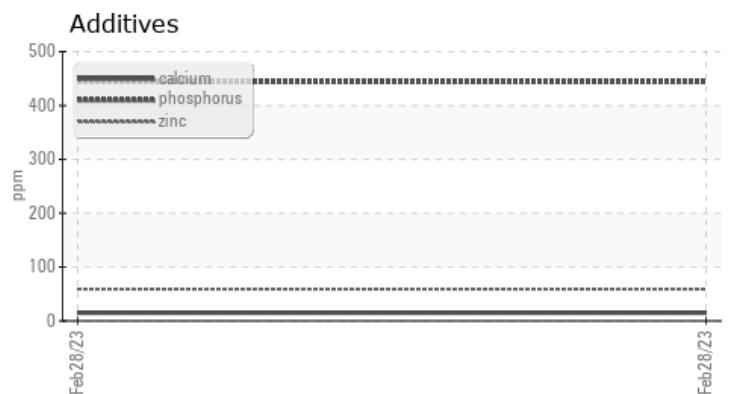 Additives
500
400
300
200
100
0
ppm
calcium
phosphorus
zinc
Feb28/23
Feb28/23